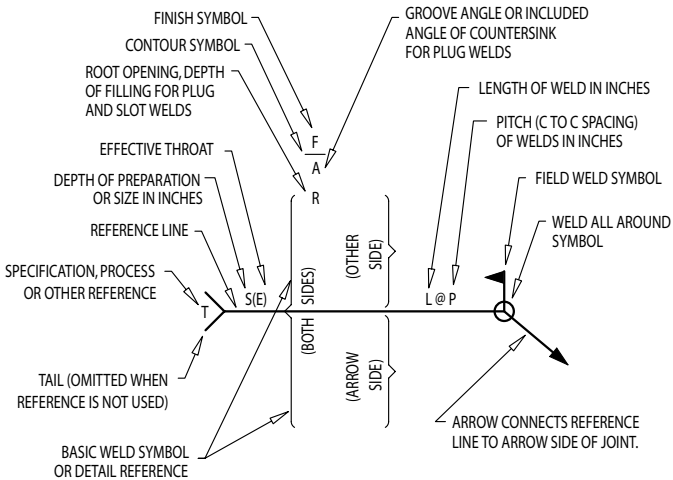 FINISH SYMBOL
CONTOUR SYMBOL
ROOT OPENING, DEPTH
OF FILLING FOR PLUG
AND SLOT WELDS
EFFECTIVE THROAT
DEPTH OF PREPARATION
OR SIZE IN INCHES
REFERENCE LINE
SPECIFICATION, PROCESS
OR OTHER REFERENCE
TAIL (OMITTED WHEN
REFERENCE IS NOT USED)
BASIC WELD SYMBOL
OR DETAIL REFERENCE
T
S(E)
F
A
R
(BOTH SIDES)
(OTHER
SIDE)
(ARROW
SIDE)
L @ P
GROOVE ANGLE OR INCLUDED
ANGLE OF COUNTERSINK
FOR PLUG WELDS
LENGTH OF WELD IN INCHES
PITCH (C TO C SPACING)
OF WELDS IN INCHES
FIELD WELD SYMBOL
WELD ALL AROUND
SYMBOL
ARROW CONNECTS REFERENCE
LINE TO ARROW SIDE OF JOINT.